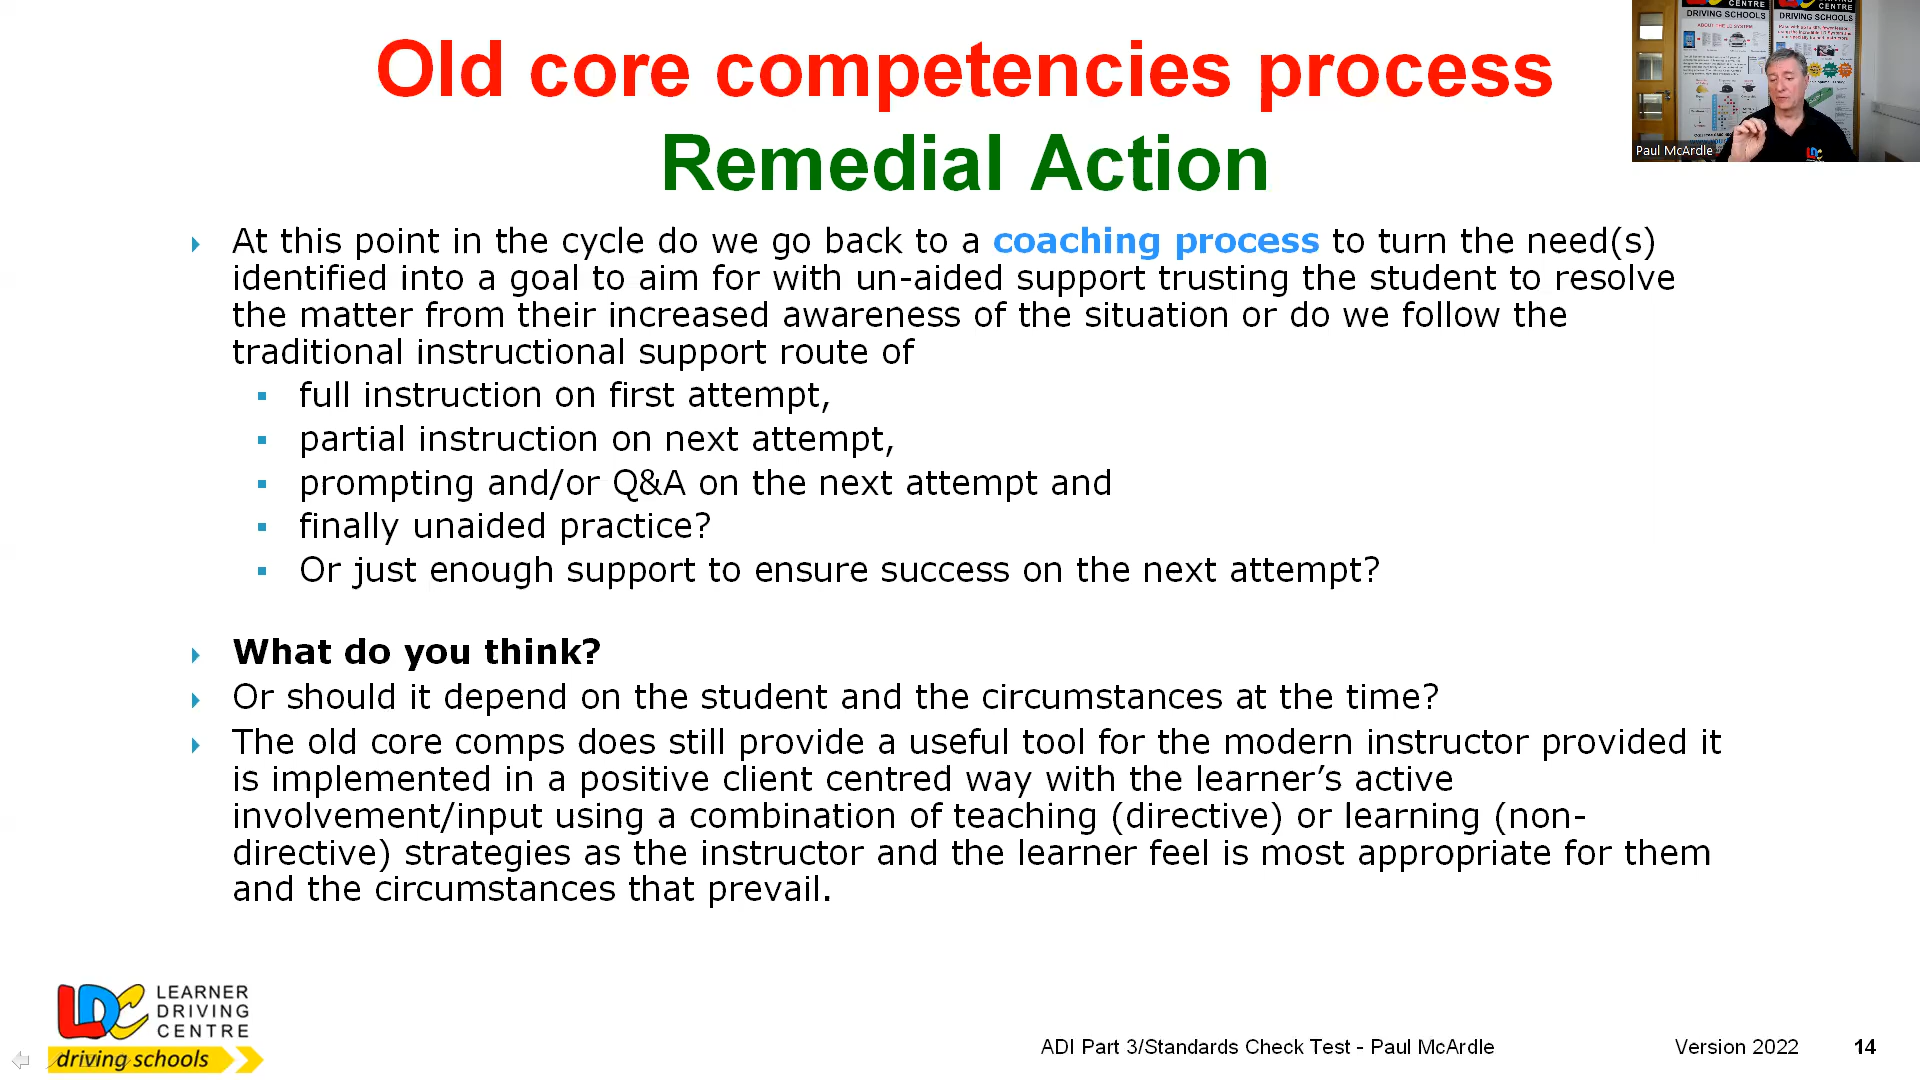 Old core competencies process
Remedial Action
CENTRE CENTRE
DRIVING SCHOOLS DRIVING SCHOOLS
Paul McArdle
At this point in the cycle do we go back to a coaching process to turn the need(s)
identified into a goal to aim for with un-aided support trusting the student to resolve
the matter from their increased awareness of the situation or do we follow the
traditional instructional support route of
full instruction on first attempt,
partial instruction on next attempt,
prompting and/or Q&A on the next attempt and
finally unaided practice?
Or just enough support to ensure success on the next attempt?
What do you think?
Or should it depend on the student and the circumstances at the time?
The old core comps does still provide a useful tool for the modern instructor provided it
is implemented in a positive client centred way with the learner’s active
involvement/input using a combination of teaching (directive) or learning (non-
directive) strategies as the instructor and the learner feel is most appropriate for them
and the circumstances that prevail.
LDC LEARNER
DRIVING
CENTRE
driving schools
ADI Part 3/Standards Check Test - Paul McArdle
Version 2022
14